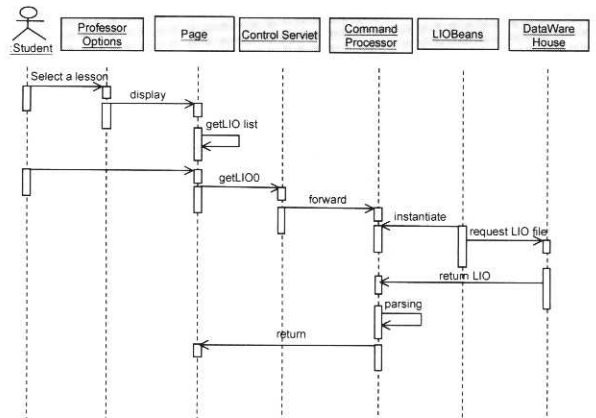 Student
Professor
Options
Page
Control Servlet
Command
Processor
LIOBeans
DataWare
House
Select a lesson
display
getLIO list
getLIO0
forward
instantiate
request LIO file
return LIO
parsing
return